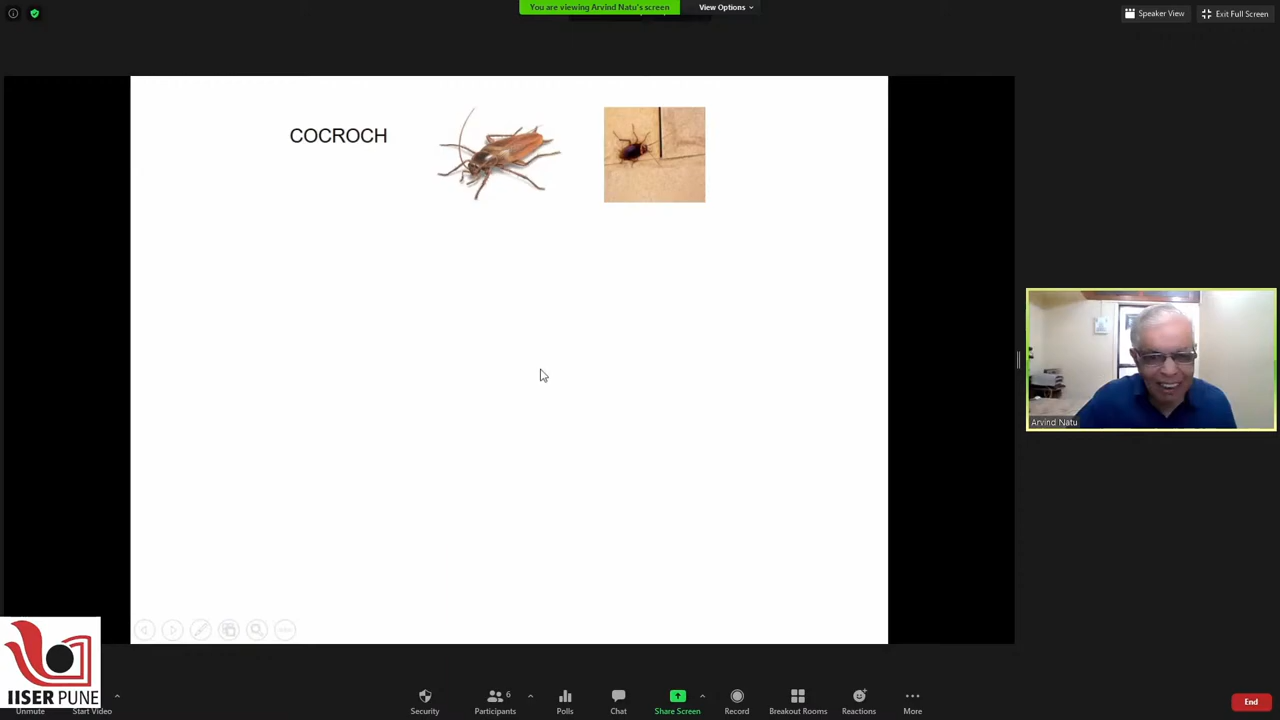 You are viewing Arvind Natu's screen
View Options
Speaker View
Exit Full Screen
COCROCH
Arvind Natu
IISER PUNE
Unmute
Start Video
Security
6
Participants
Polls
Chat
Share Screen
Record
Breakout Rooms
Reactions
More
End